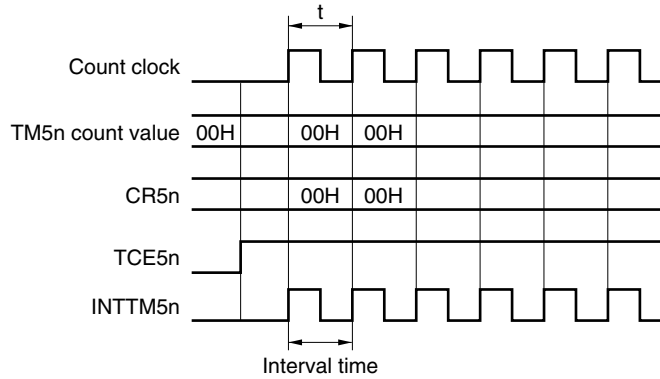 t
Count clock
TM5n count value 00H 00H 00H
CR5n 00H 00H
TCE5n
INTTM5n
Interval time